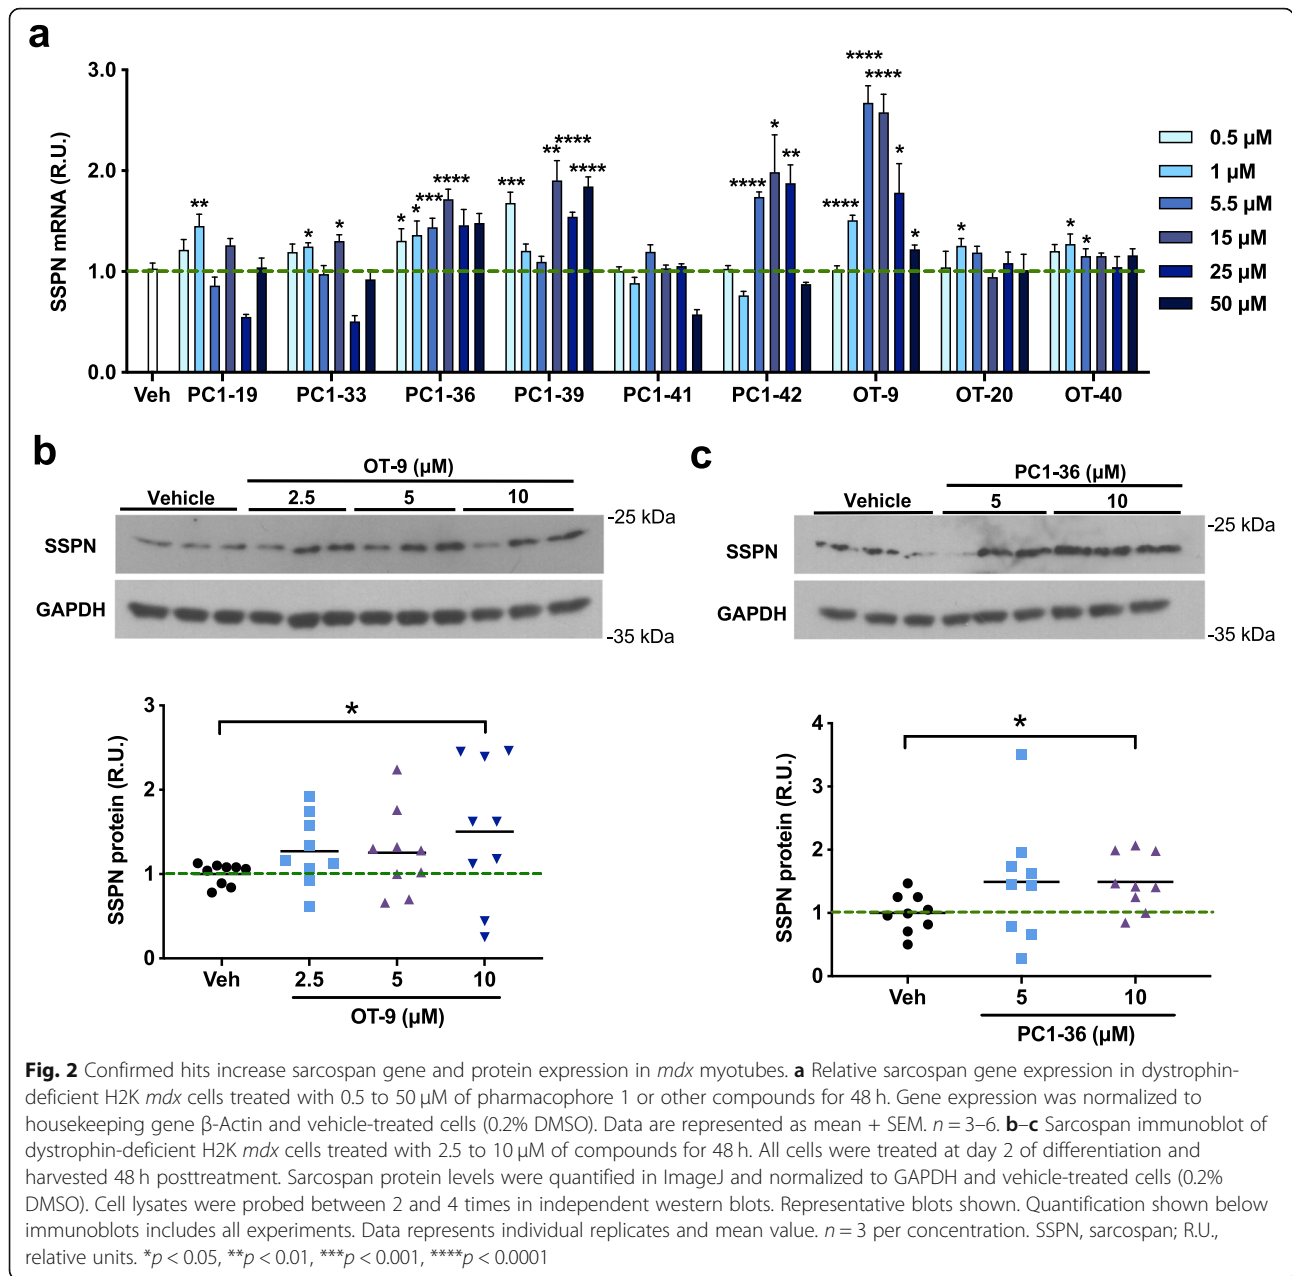 a
3.0
2.0
1.0
0.0
SSPN mRNA (R.U.)
** * * * * *** **** *** ** **** **** **** * ** **** **** **** * * * * *
0.5 µM
1 µM
5.5 µM
15 µM
25 µM
50 µM
Veh PC1-19 PC1-33 PC1-36 PC1-39 PC1-41 PC1-42 OT-9 OT-20 OT-40
b
OT-9 (µM)
Vehicle 2.5 5 10
-25 kDa
SSPN
GAPDH
-35 kDa
3
2
1
0
SSPN protein (R.U.)
*
Veh 2.5 5 10
OT-9 (µM)
c
PC1-36 (µM)
Vehicle 5 10
-25 kDa
SSPN
GAPDH
-35 kDa
4
3
2
1
0
SSPN protein (R.U.)
*
Veh 5 10
PC1-36 (µM)
Fig. 2 Confirmed hits increase sarcospan gene and protein expression in mdx myotubes. a Relative sarcospan gene expression in dystrophin-
deficient H2K mdx cells treated with 0.5 to 50 µM of pharmacophore 1 or other compounds for 48 h. Gene expression was normalized to
housekeeping gene β-Actin and vehicle-treated cells (0.2% DMSO). Data are represented as mean + SEM. n = 3–6. b–c Sarcospan immunoblot of
dystrophin-deficient H2K mdx cells treated with 2.5 to 10 µM of compounds for 48 h. All cells were treated at day 2 of differentiation and
harvested 48 h posttreatment. Sarcospan protein levels were quantified in ImageJ and normalized to GAPDH and vehicle-treated cells (0.2%
DMSO). Cell lysates were probed between 2 and 4 times in independent western blots. Representative blots shown. Quantification shown below
immunoblots includes all experiments. Data represents individual replicates and mean value. n = 3 per concentration. SSPN, sarcospan; R.U.,
relative units. *p < 0.05, **p < 0.01, ***p < 0.001, ****p < 0.0001